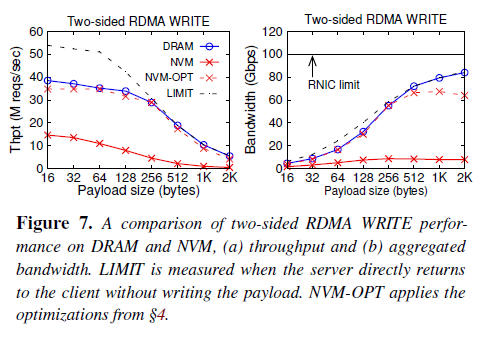 Two-sided RDMA WRITE
Thpt (M reqs/sec)
60
50
40
30
20
10
0
DRAM
NVM
NVM-OPT
LIMIT
16 32 64 128 256 512 1K 2K
Payload size (bytes)
Two-sided RDMA WRITE
Bandwidth (Gbps)
120
100
80
60
40
20
0
RNIC limit
16 32 64 128 256 512 1K 2K
Payload size (bytes)
Figure 7. A comparison of two-sided RDMA WRITE perfor-
mance on DRAM and NVM, (a) throughput and (b) aggregated
bandwidth. LIMIT is measured when the server directly returns
to the client without writing the payload. NVM-OPT applies the
optimizations from §4.